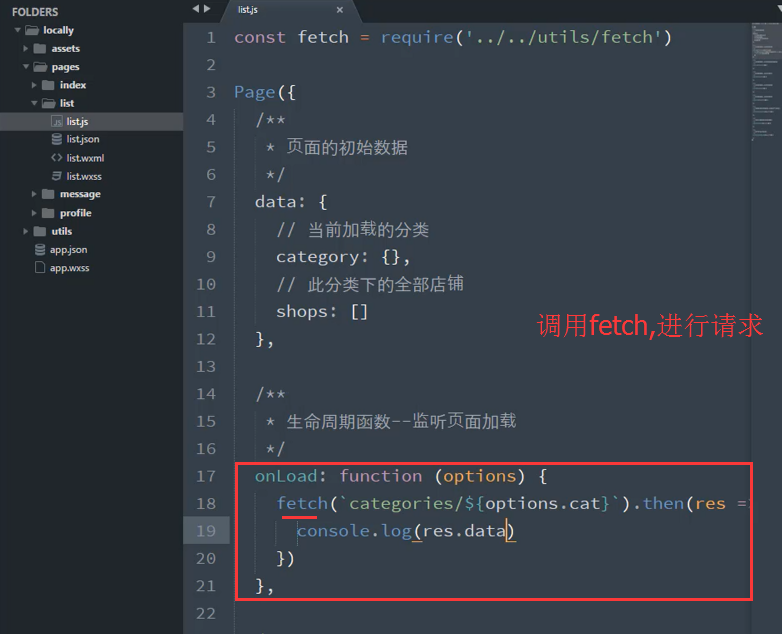 FOLDERS
locally
assets
pages
index
list
list.js
list.json
list.wxml
list.wxss
message
profile
utils
app.json
app.wxss
list.js ×
1 const fetch = require('../../utils/fetch')
2
3 Page({
4 /**
5 * 页面的初始数据
6 */
7 data: {
8 // 当前加载的分类
9 category: {},
10 // 此分类下的全部店铺
11 shops: []
12 },
13
14 /**
15 * 生命周期函数--监听页面加载
16 */
17 onLoad: function (options) {
18 fetch(`categories/${options.cat}`).then(res =
19 console.log(res.data)
20 })
21 },
22
调用fetch,进行请求